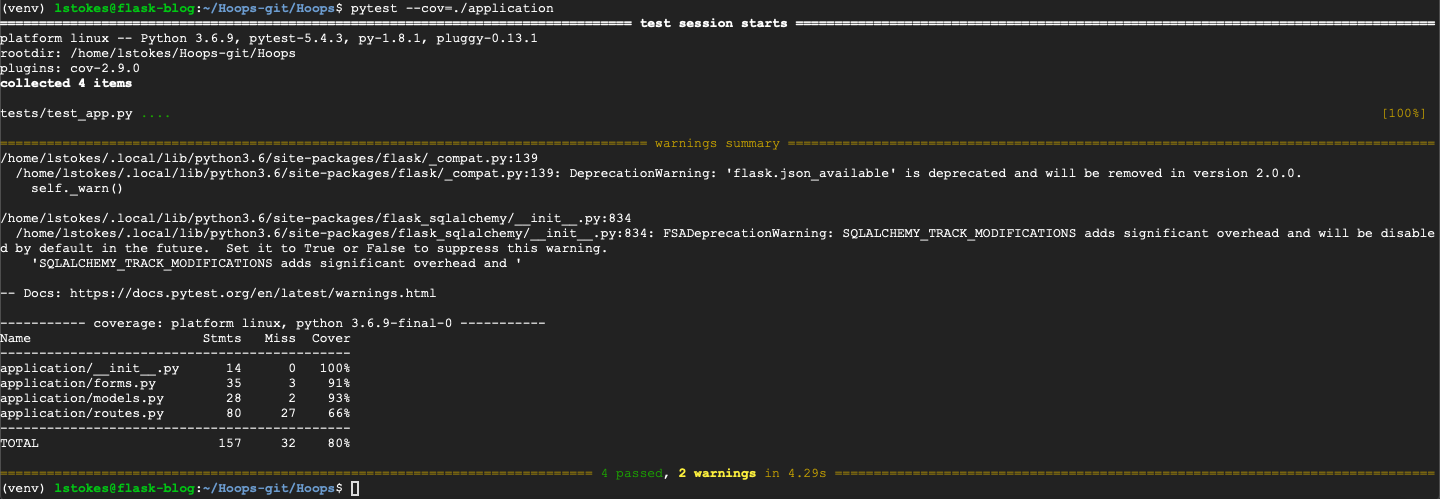 (venv) lstokes@flask-blog:~/Hoops-git/Hoops$ pytest --cov=./application
============ test session starts ============
platform linux -- Python 3.6.9, pytest-5.4.3, py-1.8.1, pluggy-0.13.1
rootdir: /home/lstokes/Hoops-git/Hoops
plugins: cov-2.9.0
collected 4 items
tests/test_app.py .... [100%]
============ warnings summary ============
/home/lstokes/.local/lib/python3.6/site-packages/flask/_compat.py:139
  /home/lstokes/.local/lib/python3.6/site-packages/flask/_compat.py:139: DeprecationWarning: 'flask.json_available' is deprecated and will be removed in version 2.0.0.
    self._warn()
/home/lstokes/.local/lib/python3.6/site-packages/flask_sqlalchemy/__init__.py:834
  /home/lstokes/.local/lib/python3.6/site-packages/flask_sqlalchemy/__init__.py:834: FSADeprecationWarning: SQLALCHEMY_TRACK_MODIFICATIONS adds significant overhead and will be disable
d by default in the future.  Set it to True or False to suppress this warning.
    'SQLALCHEMY_TRACK_MODIFICATIONS adds significant overhead and '
-- Docs: https://docs.pytest.org/en/latest/warnings.html
----------- coverage: platform linux, python 3.6.9-final-0 -----------
Name                      Stmts   Miss  Cover
---------------------------------------------
application/__init__.py      14      0   100%
application/forms.py         35      3    91%
application/models.py        28      2    93%
application/routes.py        80     27    66%
---------------------------------------------
TOTAL                       157     32    80%
============ 4 passed, 2 warnings in 4.29s ============
(venv) lstokes@flask-blog:~/Hoops-git/Hoops$